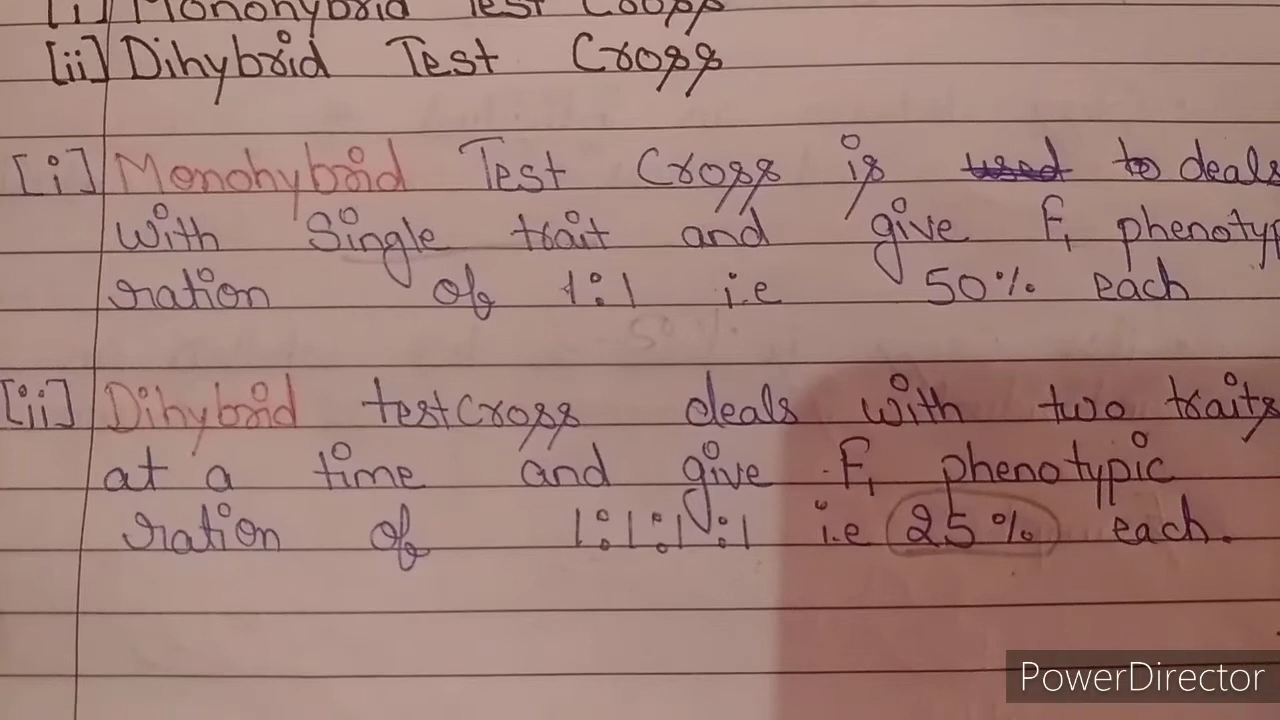 [i] Monohybrid Test Cross
[ii] Dihybrid Test Cross
[i] Monohybrid Test Cross is used to deals
with Single trait and give F1 phenotyp
ration of 1:1 i.e 50% each
50%
[ii] Dihybrid testcross deals with two traits
at a time and give F1 phenotypic
ration of 1:1:1:1 i.e 25% each.
PowerDirector